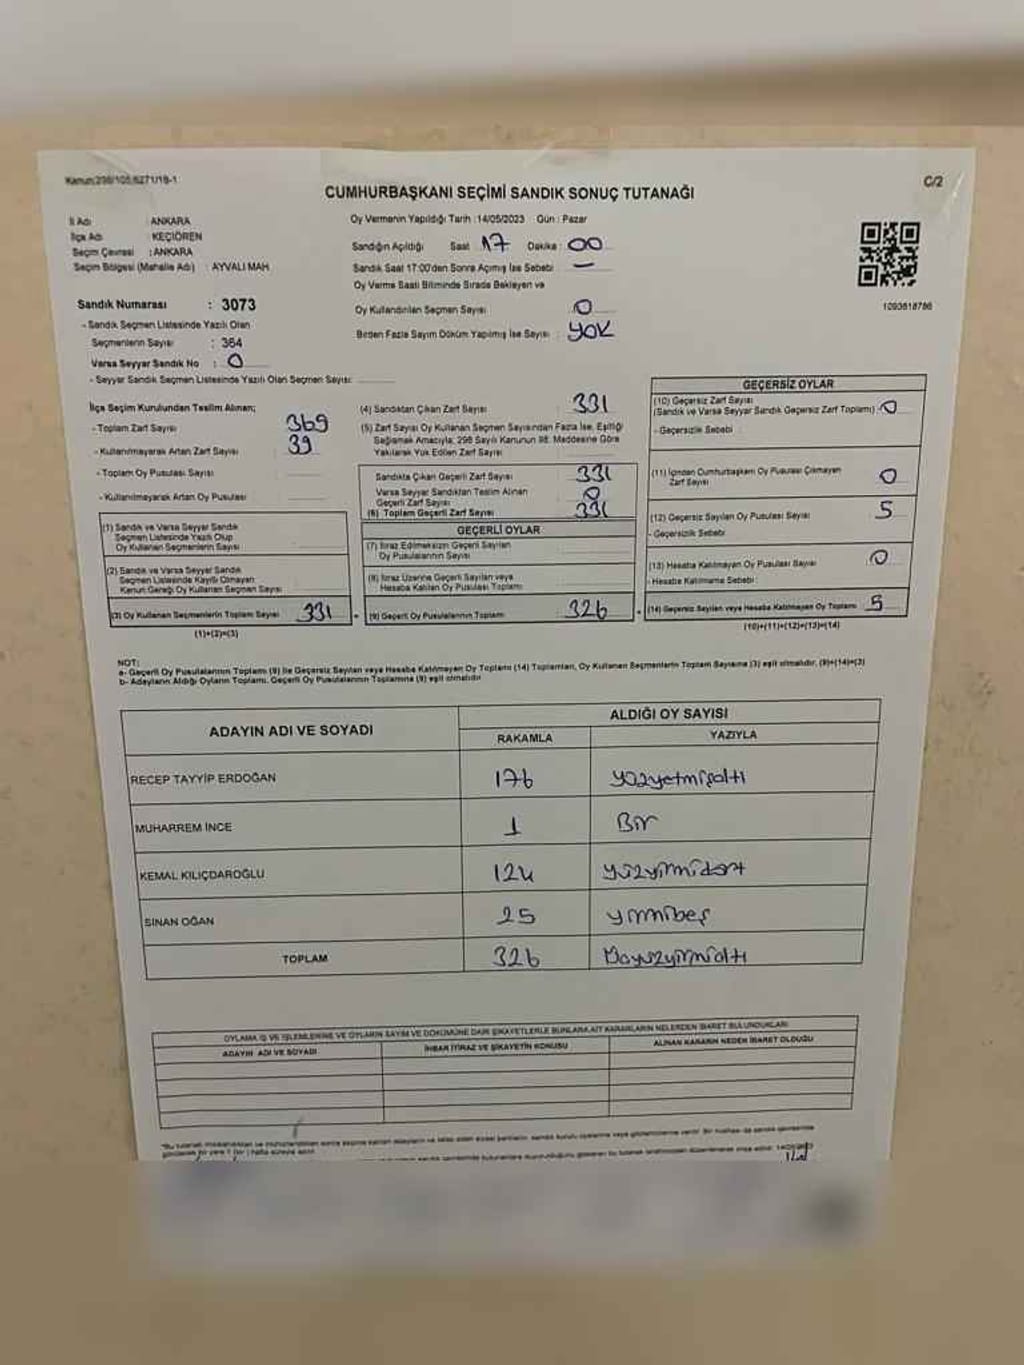 Kanun:298/105,6271/18-1
C/2
CUMHURBAŞKANI SEÇİMİ SANDIK SONUÇ TUTANAĞI
İl Adı : ANKARA
İlçe Adı : KEÇİÖREN
Seçim Çevresi : ANKARA
Seçim Bölgesi (Mahalle Adı) : AYVALI MAH
Oy Vermenin Yapıldığı Tarih : 14/05/2023 Gün : Pazar
Sandığın Açıldığı Saat 17 Dakika : 00
Sandık Saat 17:00'den Sonra Açılmış İse Sebebi : —
Oy Verme Saati Bitiminde Sırada Bekleyen ve
Oy Kullandırılan Seçmen Sayısı : 0
Birden Fazla Sayım Döküm Yapılmış İse Sayısı : YOK
1093618786
Sandık Numarası : 3073
- Sandık Seçmen Listesinde Yazılı Olan
Seçmenlerin Sayısı : 364
Varsa Seyyar Sandık No : 0
- Seyyar Sandık Seçmen Listesinde Yazılı Olan Seçmen Sayısı:
İlçe Seçim Kurulundan Teslim Alınan;
- Toplam Zarf Sayısı 369
- Kullanılmayarak Artan Zarf Sayısı 39
- Toplam Oy Pusulası Sayısı
- Kullanılmayarak Artan Oy Pusulası
(1) Sandık ve Varsa Seyyar Sandık
Seçmen Listesinde Yazılı Olup
Oy Kullanan Seçmenlerin Sayısı
(2) Sandık ve Varsa Seyyar Sandık
Seçmen Listesinde Kayıtlı Olmayan
Kanun Gereği Oy Kullanan Seçmen Sayısı
(3) Oy Kullanan Seçmenlerin Toplam Sayısı 331
(1)+(2)=(3)
(4) Sandıktan Çıkan Zarf Sayısı 331
(5) Zarf Sayısı Oy Kullanan Seçmen Sayısından Fazla İse, Eşitliği
Sağlamak Amacıyla; 298 Sayılı Kanunun 98. Maddesine Göre
Yakılarak Yok Edilen Zarf Sayısı
Sandıkta Çıkan Geçerli Zarf Sayısı 331
Varsa Seyyar Sandıktan Teslim Alınan
Geçerli Zarf Sayısı 0
(6) Toplam Geçerli Zarf Sayısı 331
GEÇERLİ OYLAR
(7) İtiraz Edilmeksizin Geçerli Sayılan
Oy Pusulalarının Sayısı
(8) İtiraz Üzerine Geçerli Sayılan veya
Hesaba Katılan Oy Pusulası Toplamı
(9) Geçerli Oy Pusulalarının Toplamı 326
GEÇERSİZ OYLAR
(10) Geçersiz Zarf Sayısı
(Sandık ve Varsa Seyyar Sandık Geçersiz Zarf Toplamı) 0
- Geçersizlik Sebebi :
(11) İçinden Cumhurbaşkanı Oy Pusulası Çıkmayan
Zarf Sayısı 0
(12) Geçersiz Sayılan Oy Pusulası Sayısı 5
- Geçersizlik Sebebi
(13) Hesaba Katılmayan Oy Pusulası Sayısı 0
- Hesaba Katılmama Sebebi :
(14) Geçersiz Sayılan veya Hesaba Katılmayan Oy Toplamı 5
(10)+(11)+(12)+(13)=(14)
NOT:
a- Geçerli Oy Pusulalarının Toplamı (9) ile Geçersiz Sayılan veya Hesaba Katılmayan Oy Toplamı (14) Toplamları, Oy Kullanan Seçmenlerin Toplam Sayısına (3) eşit olmalıdır. (9)+(14)=(3)
b- Adayların Aldığı Oyların Toplamı, Geçerli Oy Pusulalarının Toplamına (9) eşit olmalıdır
ADAYIN ADI VE SOYADI
ALDIĞI OY SAYISI
RAKAMLA YAZIYLA
RECEP TAYYİP ERDOĞAN 176 yüzyetmişaltı
MUHARREM İNCE 1 Bir
KEMAL KILIÇDAROĞLU 124 yüzyirmidört
SİNAN OĞAN 25 yirmibeş
TOPLAM 326
OYLAMA İŞ VE İŞLEMLERİNE VE OYLARIN SAYIM VE DÖKÜMÜNE DAİR ŞİKAYETLERLE BUNLARA AİT KARARLARIN NELERDEN İBARET BULUNDUKLARI
ADAYIN ADI VE SOYADI
İHBAR İTİRAZ VE ŞİKAYETİN KONUSU
ALINAN KARARIN NEDEN İBARET OLDUĞU